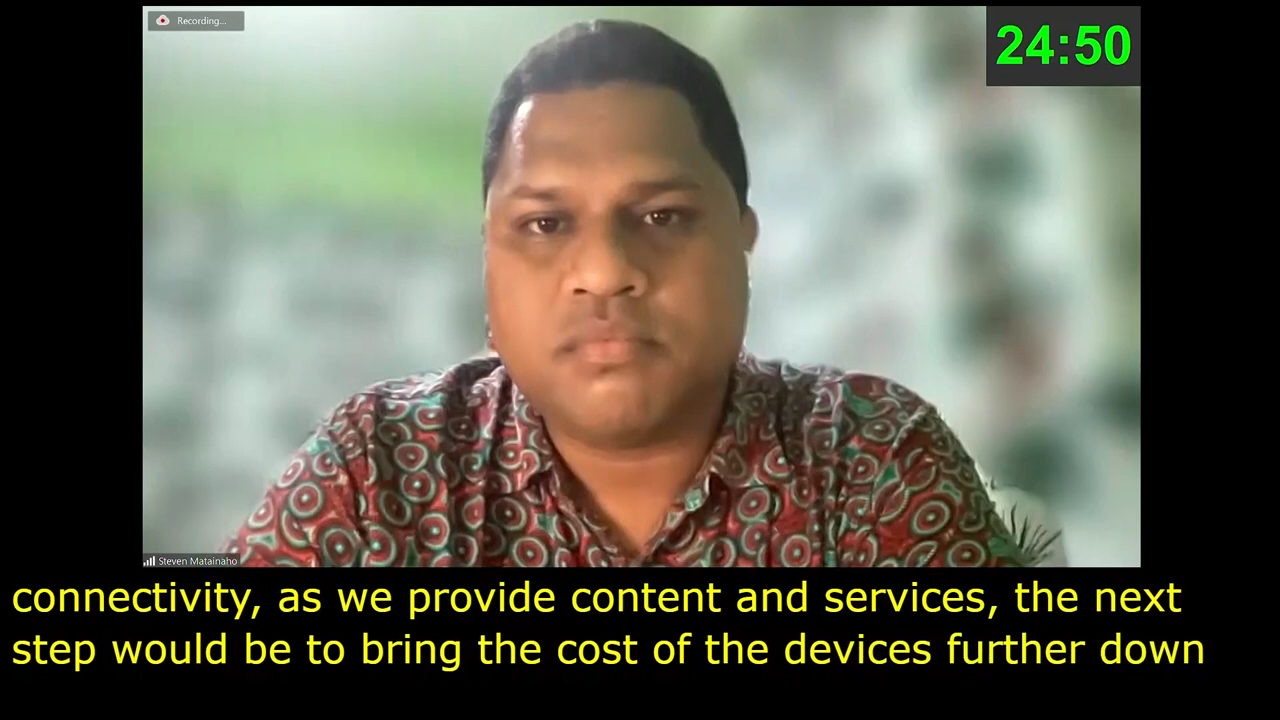 Recording...
24:50
Steven Matainaho
connectivity, as we provide content and services, the next
step would be to bring the cost of the devices further down